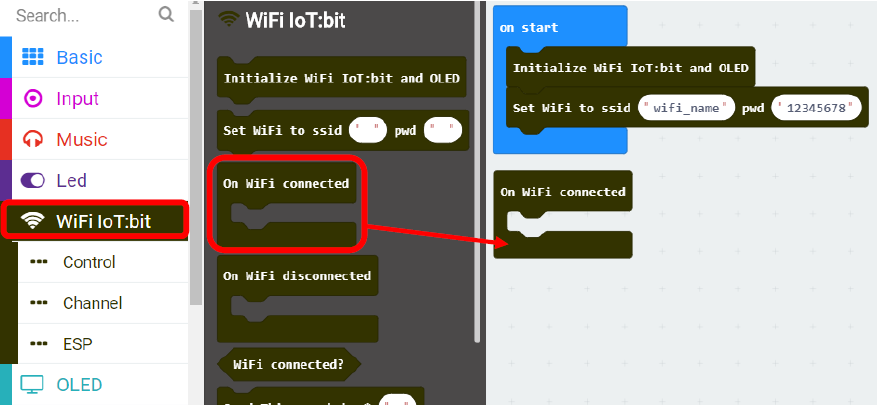 Search...
Basic
Input
Music
Led
WiFi IoT:bit
Control
Channel
ESP
OLED
WiFi IoT:bit
Initialize WiFi IoT:bit and OLED
Set WiFi to ssid " " pwd " "
On WiFi connected
On WiFi disconnected
WiFi connected?
on start
Initialize WiFi IoT:bit and OLED
Set WiFi to ssid "wifi_name" pwd "12345678"
On WiFi connected